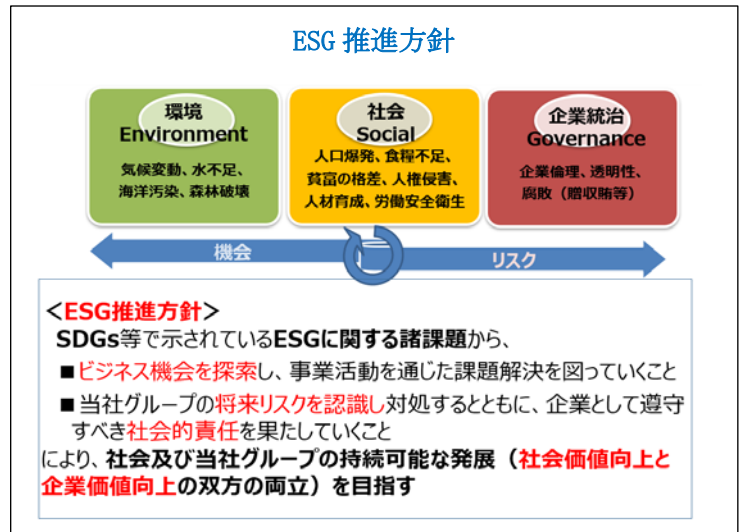 ESG 推進方針
環境
Environment
気候変動、水不足、
海洋汚染、森林破壊
社会
Social
人口爆発、食糧不足、
貧富の格差、人権侵害、
人材育成、労働安全衛生
企業統治
Governance
企業倫理、透明性、
腐敗（贈収賄等）
機会
リスク
＜ESG推進方針＞
SDGs等で示されているESGに関する諸課題から、
■ビジネス機会を探索し、事業活動を通じた課題解決を図っていくこと
■当社グループの将来リスクを認識し対処するとともに、企業として遵守
すべき社会的責任を果たしていくこと
により、社会及び当社グループの持続可能な発展（社会価値向上と
企業価値向上の双方の両立）を目指す